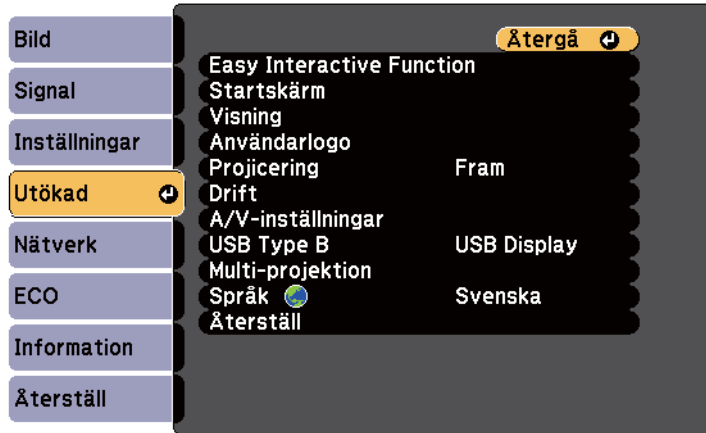 Bild
Signal
Inställningar
Utökad
Nätverk
ECO
Information
Återställ
Återgå
Easy Interactive Function
Startskärm
Visning
Användarlogo
Projicering Fram
Drift
A/V-inställningar
USB Type B USB Display
Multi-projektion
Språk Svenska
Återställ